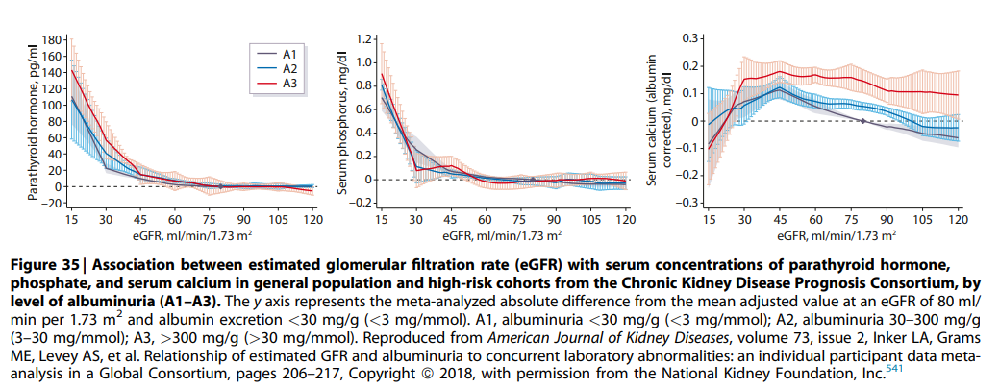 Parathyroid hormone, pg/ml
180
160
140
120
100
80
60
40
20
0
−20
15 30 45 60 75 90 105 120
eGFR, ml/min/1.73 m²
A1
A2
A3
Serum phosphorus, mg/dl
1.2
1.0
0.8
0.6
0.4
0.2
0
−0.2
15 30 45 60 75 90 105 120
eGFR, ml/min/1.73 m²
Serum calcium (albumin
corrected), mg/dl
0.3
0.2
0.1
0
−0.1
−0.2
−0.3
15 30 45 60 75 90 105 120
eGFR, ml/min/1.73 m²
Figure 35 | Association between estimated glomerular filtration rate (eGFR) with serum concentrations of parathyroid hormone,
phosphate, and serum calcium in general population and high-risk cohorts from the Chronic Kidney Disease Prognosis Consortium, by
level of albuminuria (A1–A3). The y axis represents the meta-analyzed absolute difference from the mean adjusted value at an eGFR of 80 ml/
min per 1.73 m² and albumin excretion <30 mg/g (<3 mg/mmol). A1, albuminuria <30 mg/g (<3 mg/mmol); A2, albuminuria 30–300 mg/g
(3–30 mg/mmol); A3, >300 mg/g (>30 mg/mmol). Reproduced from American Journal of Kidney Diseases, volume 73, issue 2, Inker LA, Grams
ME, Levey AS, et al. Relationship of estimated GFR and albuminuria to concurrent laboratory abnormalities: an individual participant data meta-
analysis in a Global Consortium, pages 206–217, Copyright © 2018, with permission from the National Kidney Foundation, Inc.⁵⁴¹